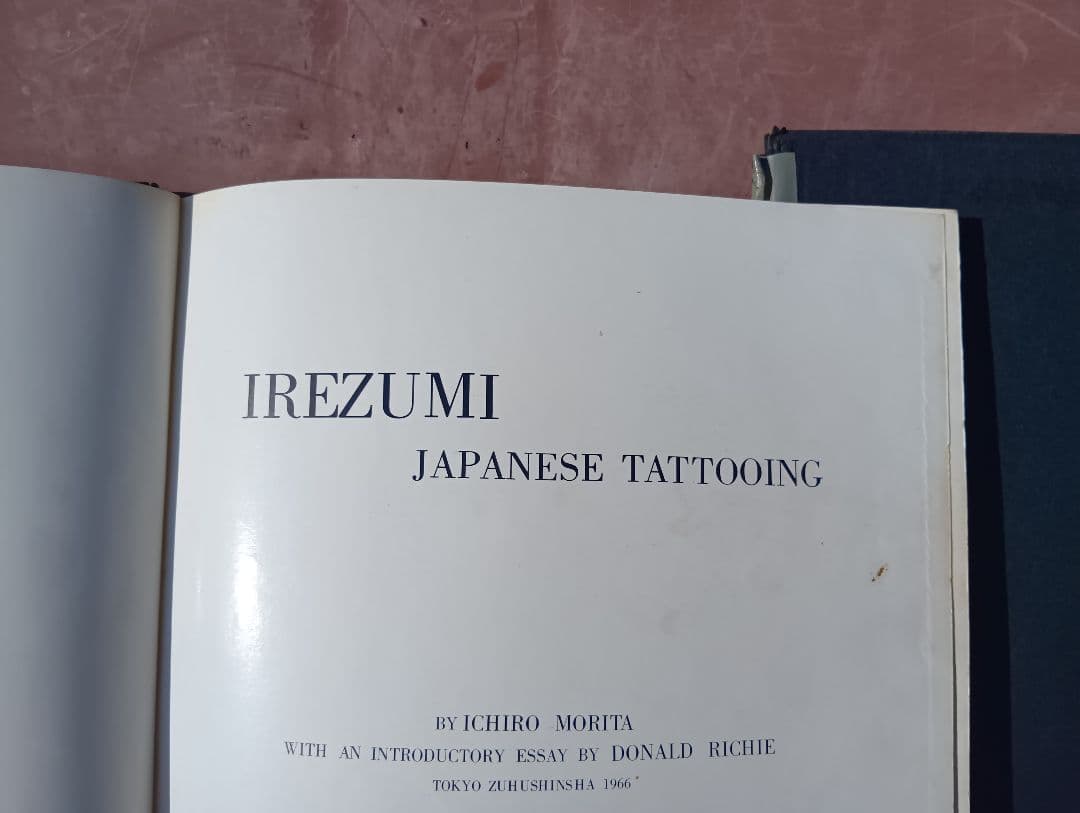 IREZUMI
JAPANESE TATTOOING
BY ICHIRO MORITA
WITH AN INTRODUCTORY ESSAY BY DONALD RICHIE
TOKYO ZUHUSHINSHA 1966